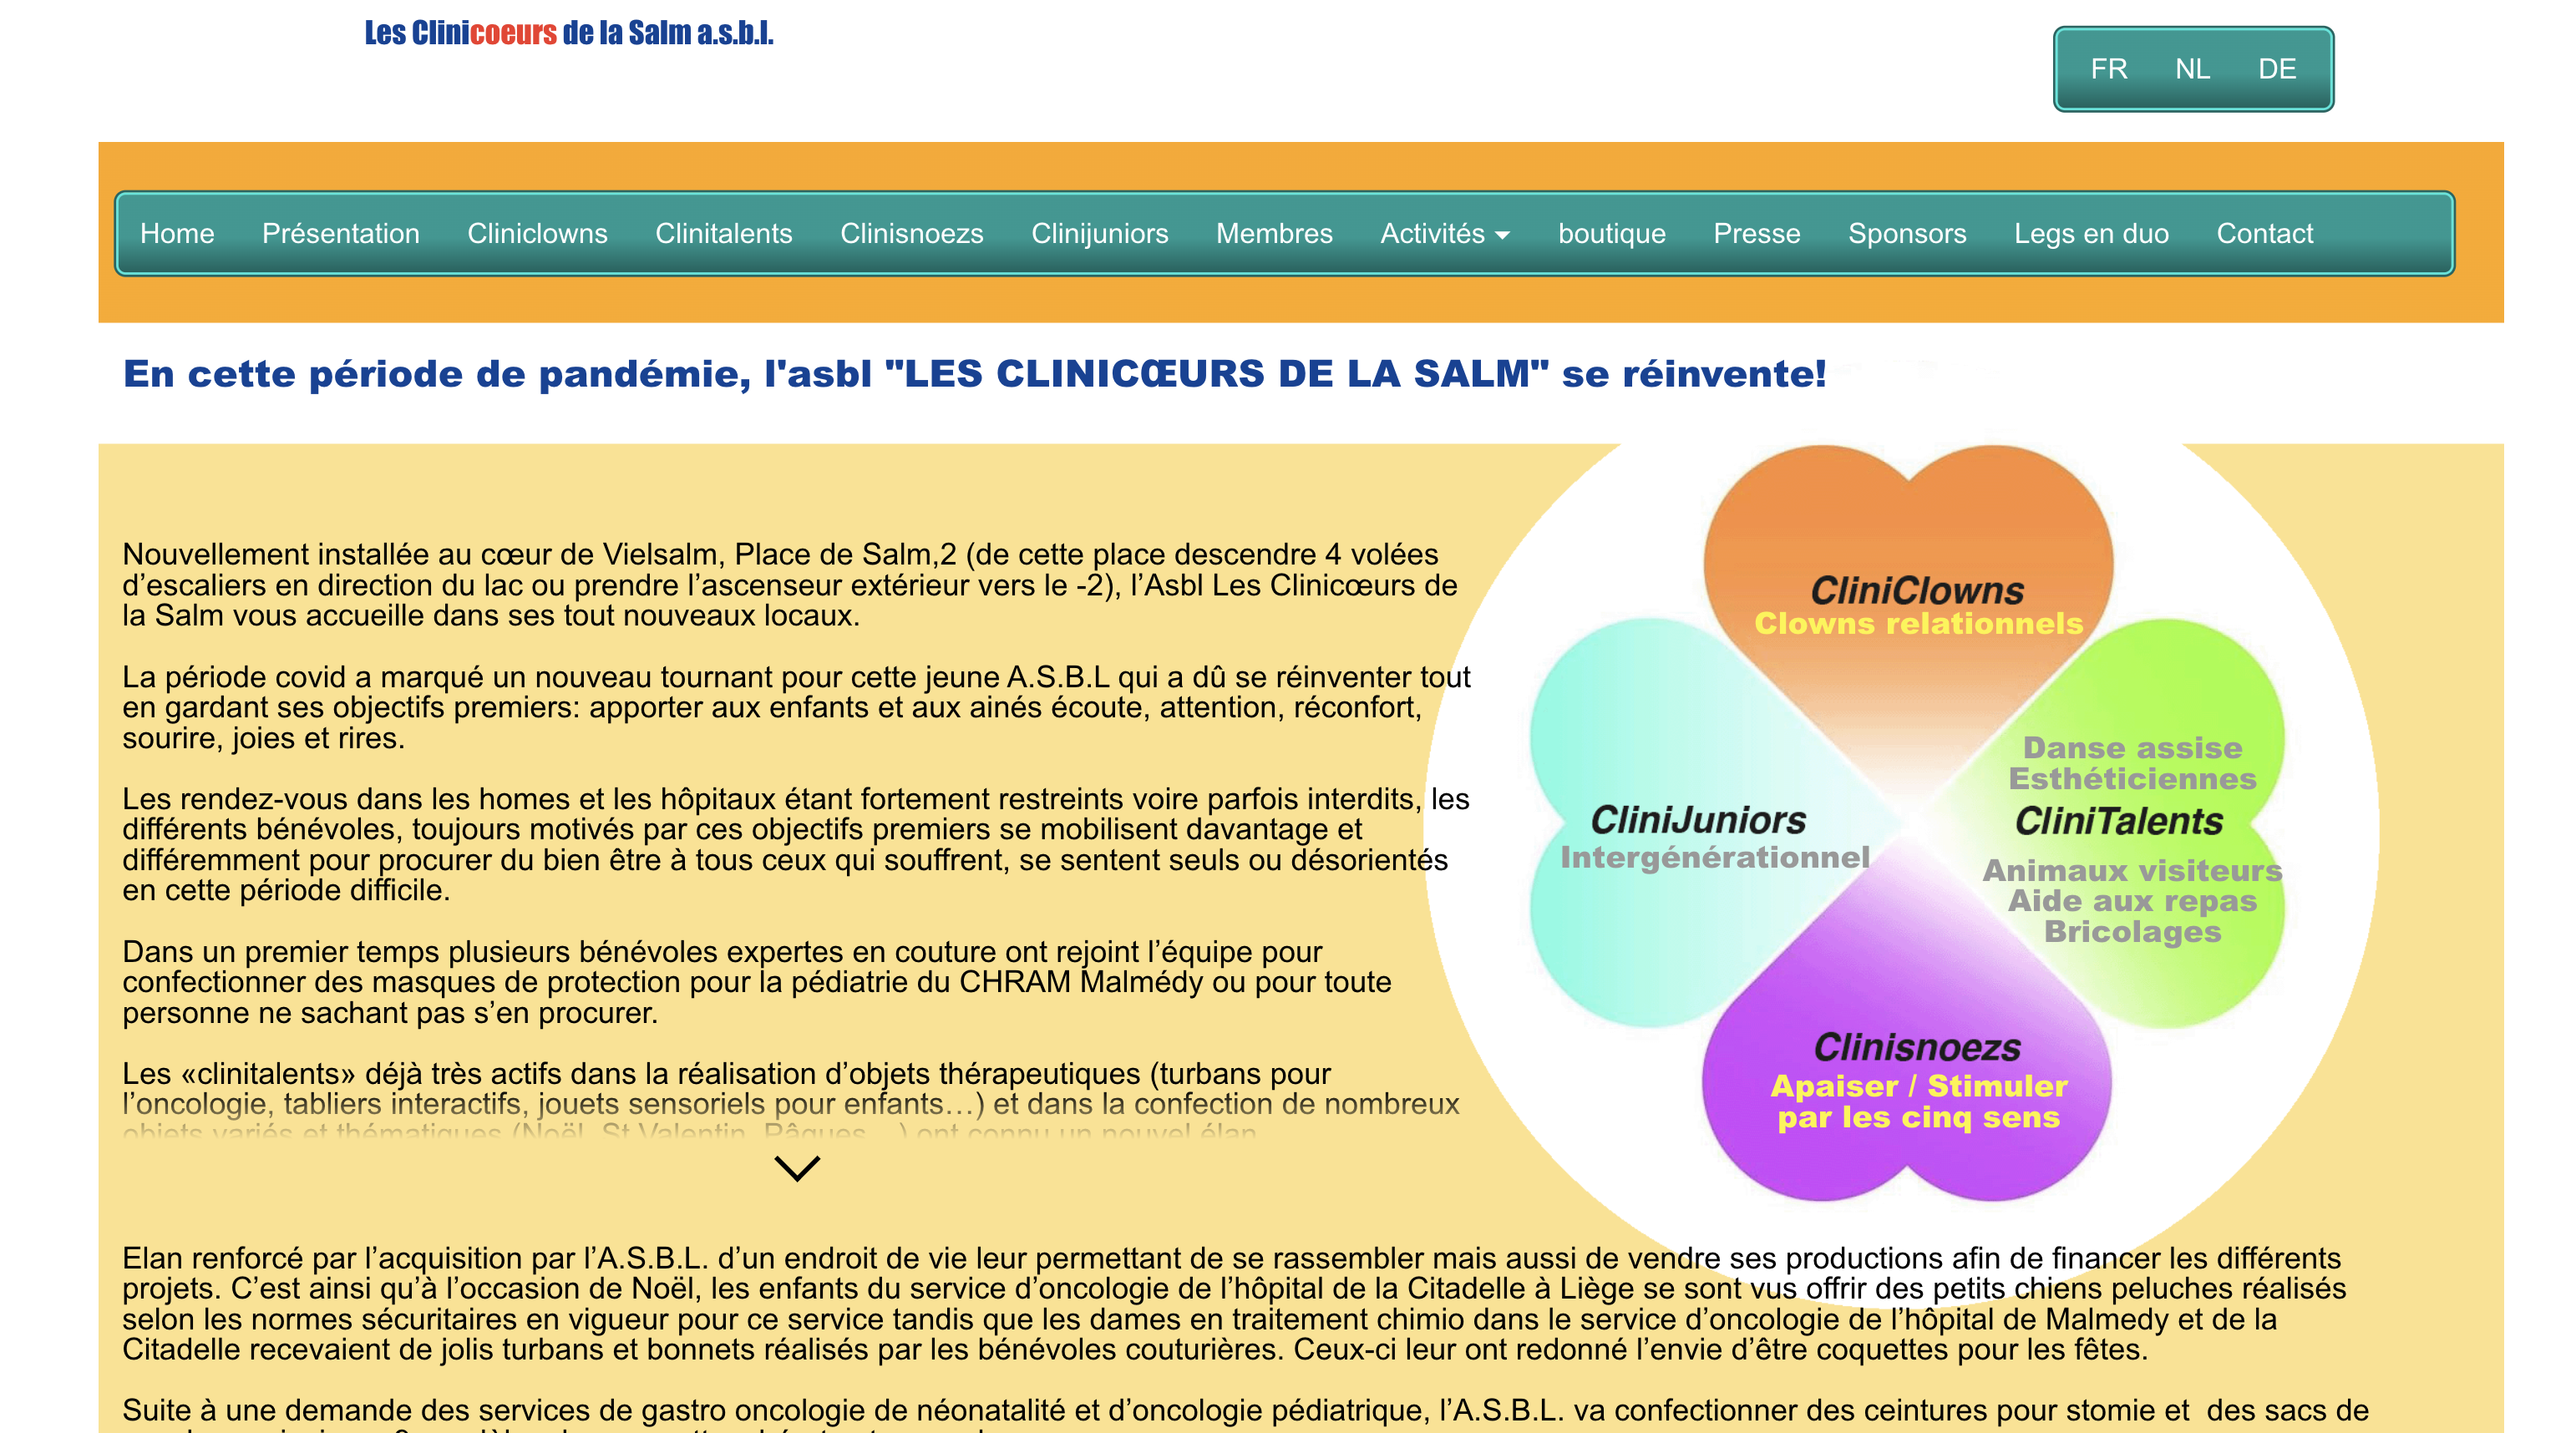 Les Clinicoeurs de la Salm a.s.b.l.
FR NL DE
Home Présentation Cliniclowns Clinitalents Clinisnoezs Clinijuniors Membres Activités boutique Presse Sponsors Legs en duo Contact
En cette période de pandémie, l'asbl "LES CLINICŒURS DE LA SALM" se réinvente!
Nouvellement installée au cœur de Vielsalm, Place de Salm,2 (de cette place descendre 4 volées
d’escaliers en direction du lac ou prendre l’ascenseur extérieur vers le -2), l’Asbl Les Clinicœurs de
la Salm vous accueille dans ses tout nouveaux locaux.
La période covid a marqué un nouveau tournant pour cette jeune A.S.B.L qui a dû se réinventer tout
en gardant ses objectifs premiers: apporter aux enfants et aux ainés écoute, attention, réconfort,
sourire, joies et rires.
Les rendez-vous dans les homes et les hôpitaux étant fortement restreints voire parfois interdits, les
différents bénévoles, toujours motivés par ces objectifs premiers se mobilisent davantage et
différemment pour procurer du bien être à tous ceux qui souffrent, se sentent seuls ou désorientés
en cette période difficile.
Dans un premier temps plusieurs bénévoles expertes en couture ont rejoint l’équipe pour
confectionner des masques de protection pour la pédiatrie du CHRAM Malmédy ou pour toute
personne ne sachant pas s’en procurer.
Les «clinitalents» déjà très actifs dans la réalisation d’objets thérapeutiques (turbans pour
l’oncologie, tabliers interactifs, jouets sensoriels pour enfants…) et dans la confection de nombreux
objets variés et thématiques (Noël, St Valentin, Pâques…) ont connu un nouvel élan.
CliniClowns
Clowns relationnels
CliniJuniors
Intergénérationnel
Danse assise
Esthéticiennes
CliniTalents
Animaux visiteurs
Aide aux repas
Bricolages
Clinisnoezs
Apaiser / Stimuler
par les cinq sens
Elan renforcé par l’acquisition par l’A.S.B.L. d’un endroit de vie leur permettant de se rassembler mais aussi de vendre ses productions afin de financer les différents
projets. C’est ainsi qu’à l’occasion de Noël, les enfants du service d’oncologie de l’hôpital de la Citadelle à Liège se sont vus offrir des petits chiens peluches réalisés
selon les normes sécuritaires en vigueur pour ce service tandis que les dames en traitement chimio dans le service d’oncologie de l’hôpital de Malmedy et de la
Citadelle recevaient de jolis turbans et bonnets réalisés par les bénévoles couturières. Ceux-ci leur ont redonné l’envie d’être coquettes pour les fêtes.
Suite à une demande des services de gastro oncologie de néonatalité et d’oncologie pédiatrique, l’A.S.B.L. va confectionner des ceintures pour stomie et des sacs de